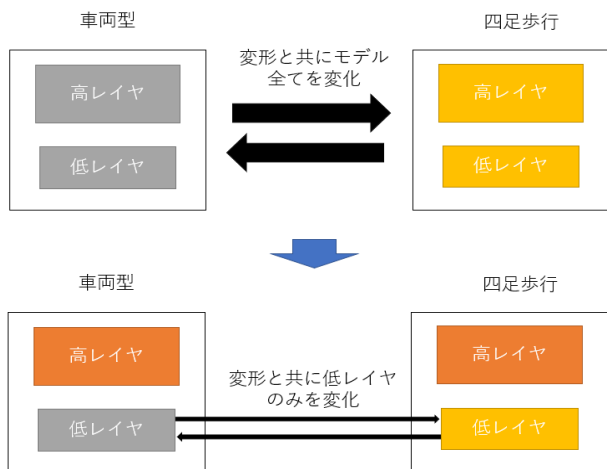 車両型
四足歩行
変形と共にモデル
全てを変化
高レイヤ
高レイヤ
低レイヤ
低レイヤ
車両型
四足歩行
高レイヤ
高レイヤ
変形と共に低レイヤ
のみを変化
低レイヤ
低レイヤ